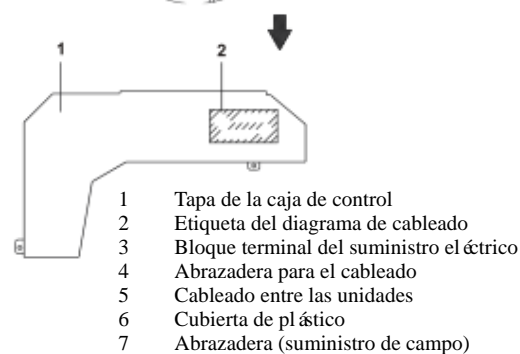 1 2
1 Tapa de la caja de control
2 Etiqueta del diagrama de cableado
3 Bloque terminal del suministro eléctrico
4 Abrazadera para el cableado
5 Cableado entre las unidades
6 Cubierta de plástico
7 Abrazadera (suministro de campo)